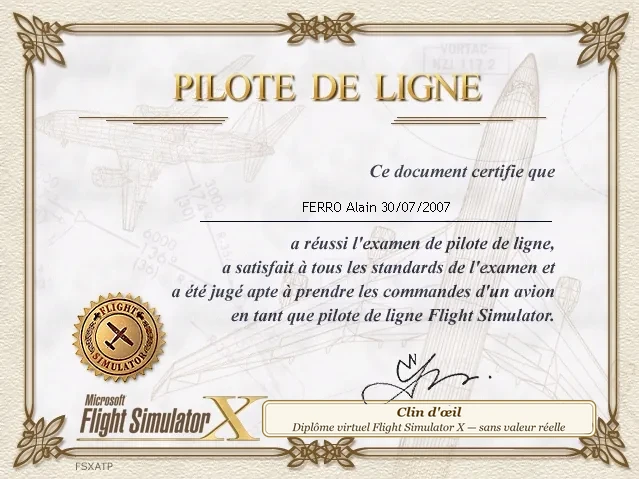 VORTAC
PILOTE DE LIGNE
Ce document certifie que
FERRO Alain 30/07/2007
a réussi l'examen de pilote de ligne,
a satisfait à tous les standards de l'examen et
a été jugé apte à prendre les commandes d'un avion
en tant que pilote de ligne Flight Simulator.
FLIGHT
SIMULATOR
Microsoft
Flight Simulator X
Clin d'œil
Diplôme virtuel Flight Simulator X — sans valeur réelle
FSXATP